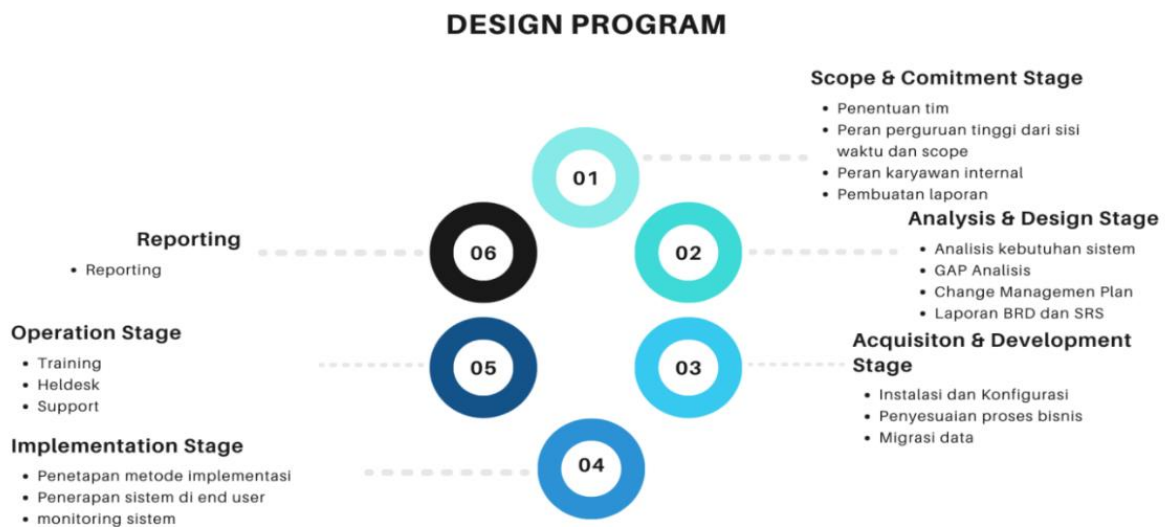 DESIGN PROGRAM
01
Scope & Comitment Stage
• Penentuan tim
• Peran perguruan tinggi dari sisi
waktu dan scope
• Peran karyawan internal
• Pembuatan laporan
02
Analysis & Design Stage
• Analisis kebutuhan sistem
• GAP Analisis
• Change Managemen Plan
• Laporan BRD dan SRS
03
Acquisiton & Development
Stage
• Instalasi dan Konfigurasi
• Penyesuaian proses bisnis
• Migrasi data
04
Implementation Stage
• Penetapan metode implementasi
• Penerapan sistem di end user
• monitoring sistem
05
Operation Stage
• Training
• Heldesk
• Support
06
Reporting
• Reporting